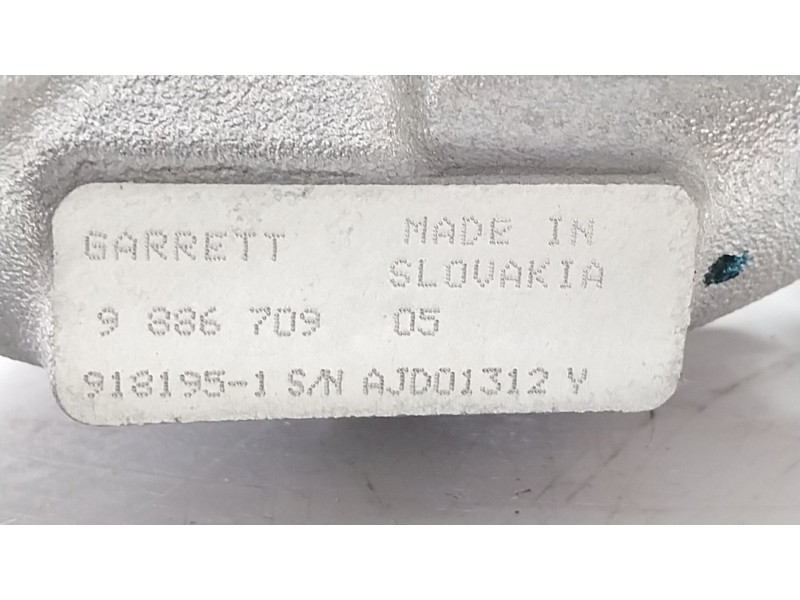 GARRETT MADE IN
SLOVAKIA
9 886 709 05
918195-1 S/N AJD01312 Y